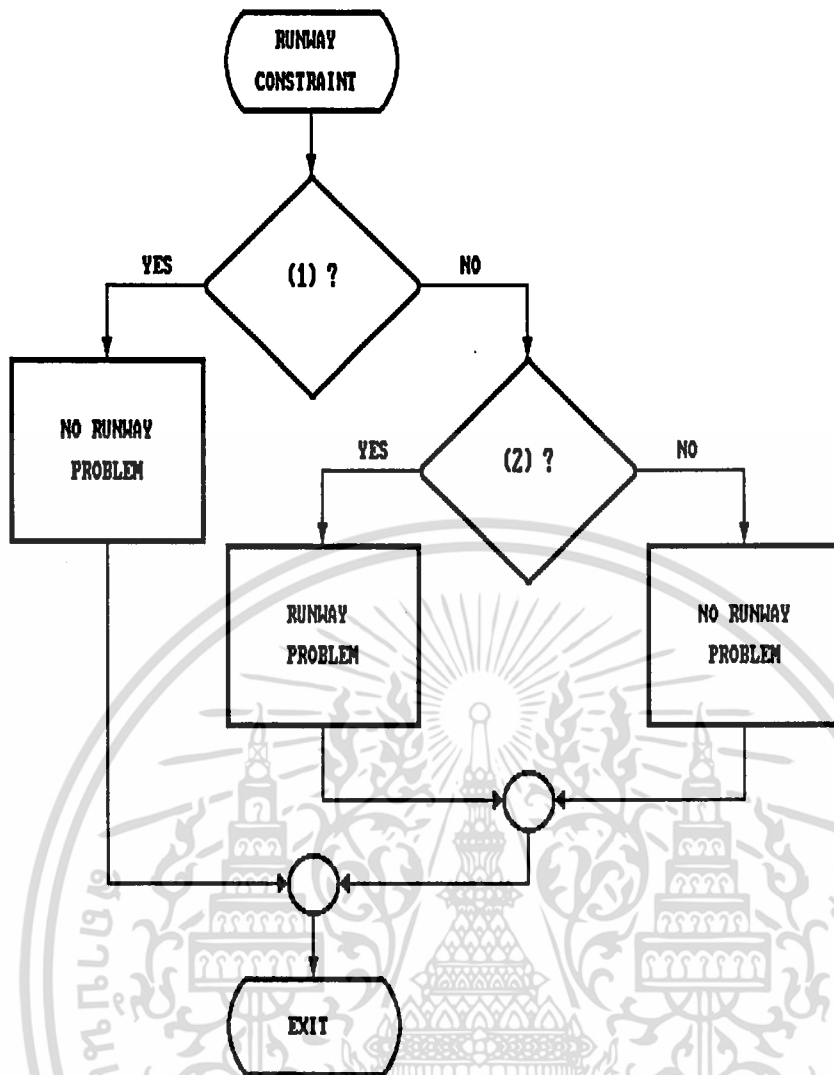 RUNWAY
CONSTRAINT
(1) ?
YES
NO
NO RUNWAY
PROBLEM
(2) ?
YES
NO
RUNWAY
PROBLEM
NO RUNWAY
PROBLEM
EXIT